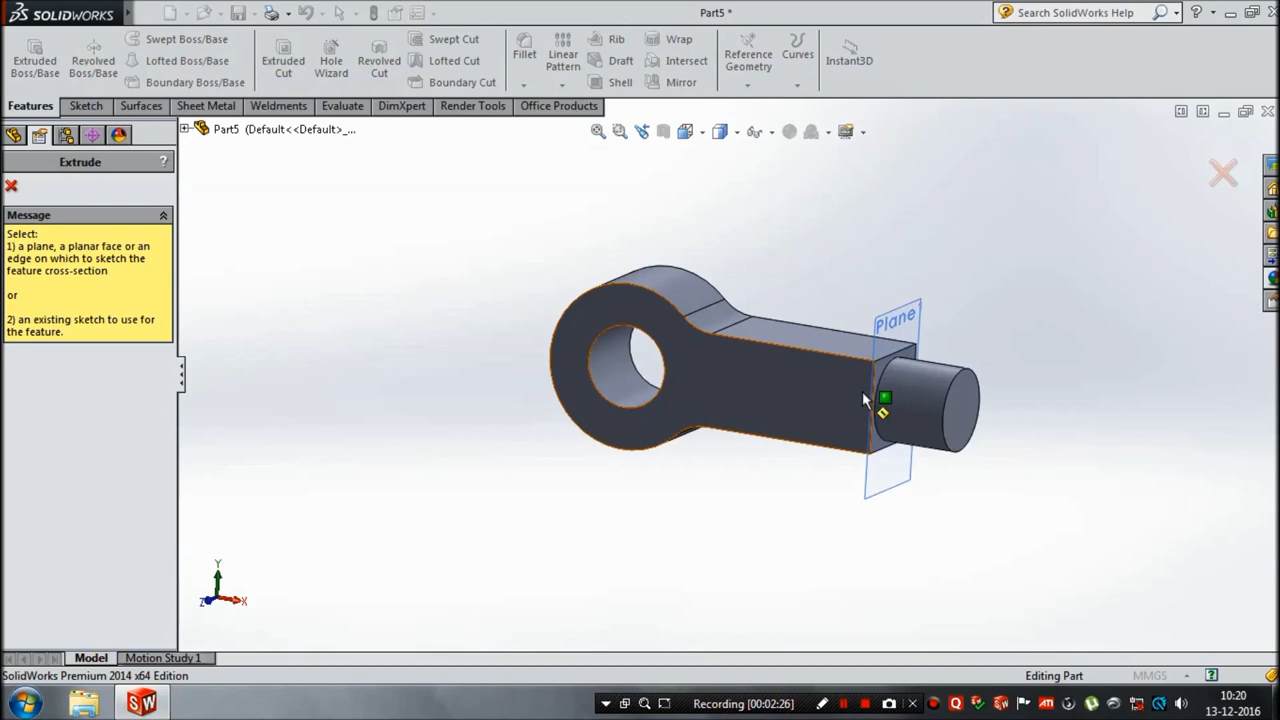 SOLIDWORKS
Part5 *
Search SolidWorks Help
Extruded Boss/Base
Revolved Boss/Base
Swept Boss/Base
Lofted Boss/Base
Boundary Boss/Base
Extruded Cut
Hole Wizard
Revolved Cut
Swept Cut
Lofted Cut
Boundary Cut
Fillet
Linear Pattern
Rib
Draft
Shell
Wrap
Intersect
Mirror
Reference Geometry
Curves
Instant3D
Features
Sketch
Surfaces
Sheet Metal
Weldments
Evaluate
DimXpert
Render Tools
Office Products
Part5 (Default<<Default>_...
Extrude
?
Message
Select:
1) a plane, a planar face or an
edge on which to sketch the
feature cross-section
or
2) an existing sketch to use for
the feature.
Plane
Y
Z
X
Model
Motion Study 1
SolidWorks Premium 2014 x64 Edition
Editing Part
MMGS
Recording [00:02:26]
10:20
13-12-2016